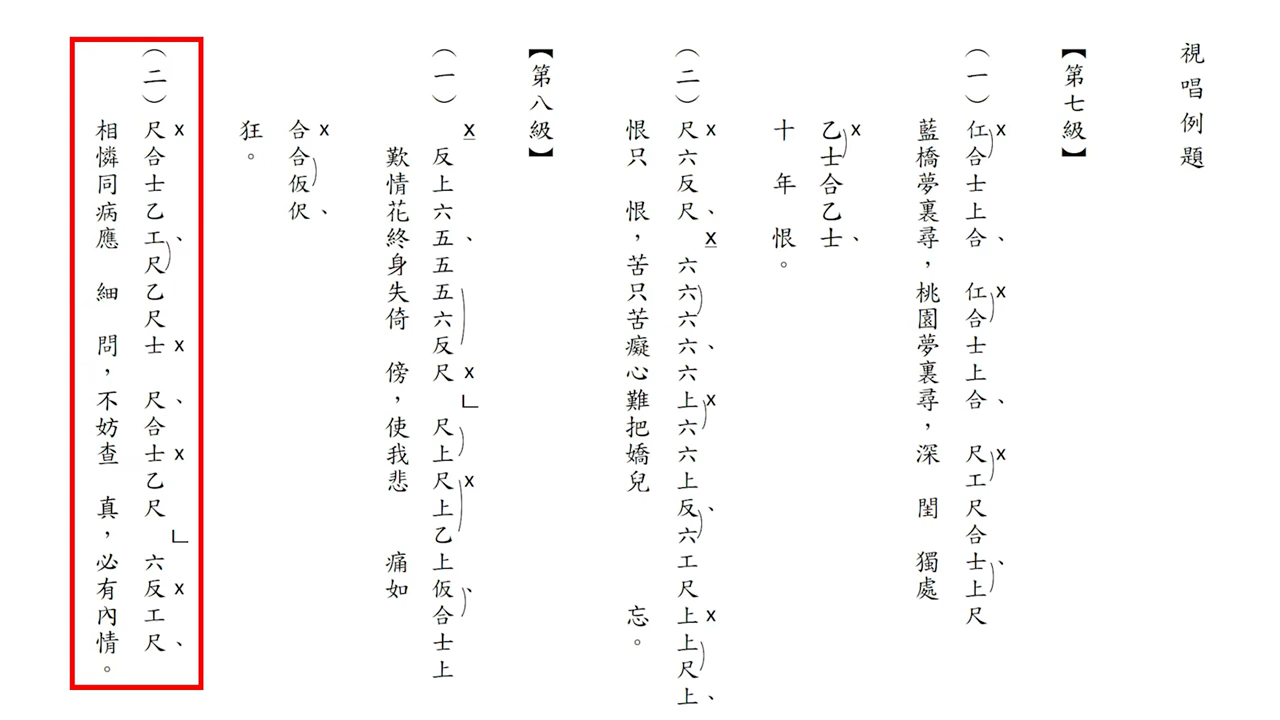 視唱例題
【第七級】
(一)
仜合士上合、仜合士上合、尺工尺合士、上尺
藍橋夢裏尋，桃園夢裏尋，深閨獨處
乙士合乙士、
十年恨。
(二)
尺六反尺、六六六六、六上六六上反、六工尺上上尺上、
恨只恨，苦只苦癡心難把嬌兒忘。
【第八級】
(一)
反上六五、五五六反尺∟尺上尺上乙上仮、合士上
歎情花終身失倚傍，使我悲痛如
合合仮伬、
狂。
(二)
尺合士乙工、尺乙尺士尺、合士乙尺∟六反工尺、
相憐同病應細問，不妨查真，必有內情。